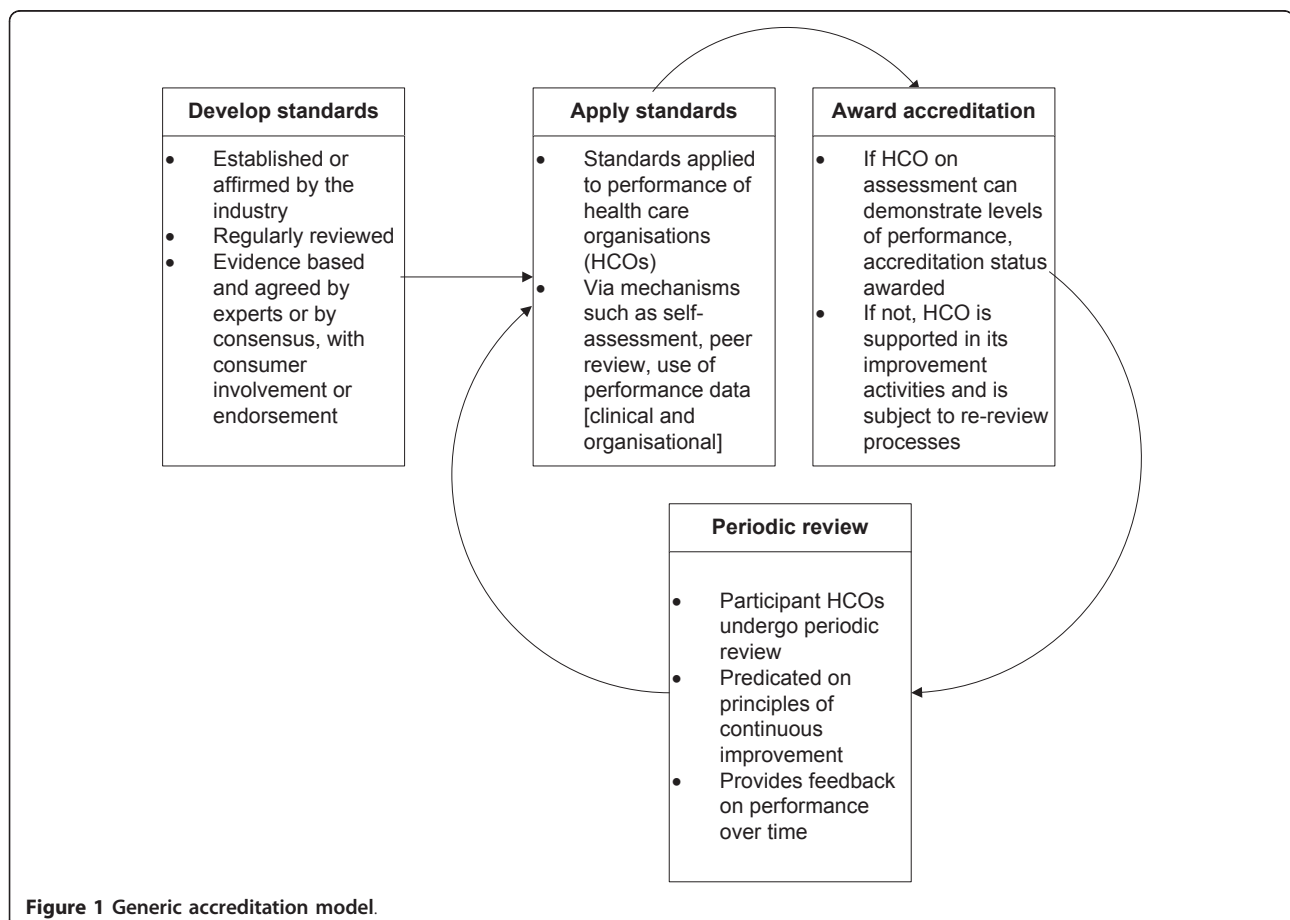 Develop standards
• Established or
affirmed by the
industry
• Regularly reviewed
• Evidence based
and agreed by
experts or by
consensus, with
consumer
involvement or
endorsement
Apply standards
• Standards applied
to performance of
health care
organisations
(HCOs)
• Via mechanisms
such as self-
assessment, peer
review, use of
performance data
[clinical and
organisational]
Award accreditation
• If HCO on
assessment can
demonstrate levels
of performance,
accreditation status
awarded
• If not, HCO is
supported in its
improvement
activities and is
subject to re-review
processes
Periodic review
• Participant HCOs
undergo periodic
review
• Predicated on
principles of
continuous
improvement
• Provides feedback
on performance
over time
Figure 1 Generic accreditation model.